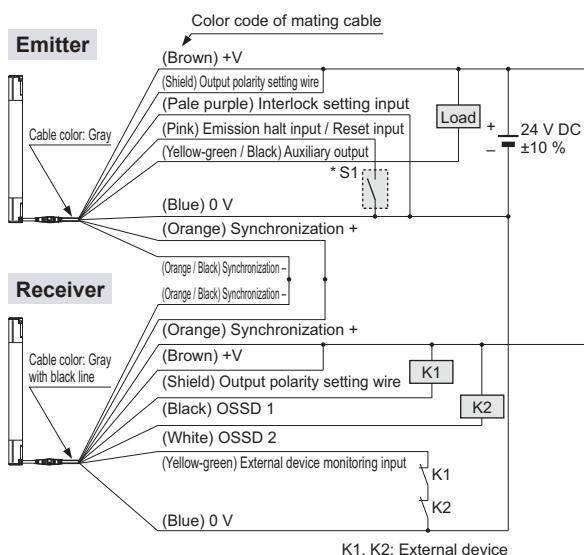 Color code of mating cable
Emitter
(Brown) +V
(Shield) Output polarity setting wire
(Pale purple) Interlock setting input
Cable color: Gray
(Pink) Emission halt input / Reset input
(Yellow-green / Black) Auxiliary output
Load
+
–
24 V DC
±10 %
* S1
(Blue) 0 V
(Orange) Synchronization +
(Orange / Black) Synchronization –
Receiver
(Orange / Black) Synchronization –
(Orange) Synchronization +
Cable color: Gray
with black line
(Brown) +V
(Shield) Output polarity setting wire
K1
(Black) OSSD 1
K2
(White) OSSD 2
(Yellow-green) External device monitoring input
K1
K2
(Blue) 0 V
K1, K2: External device